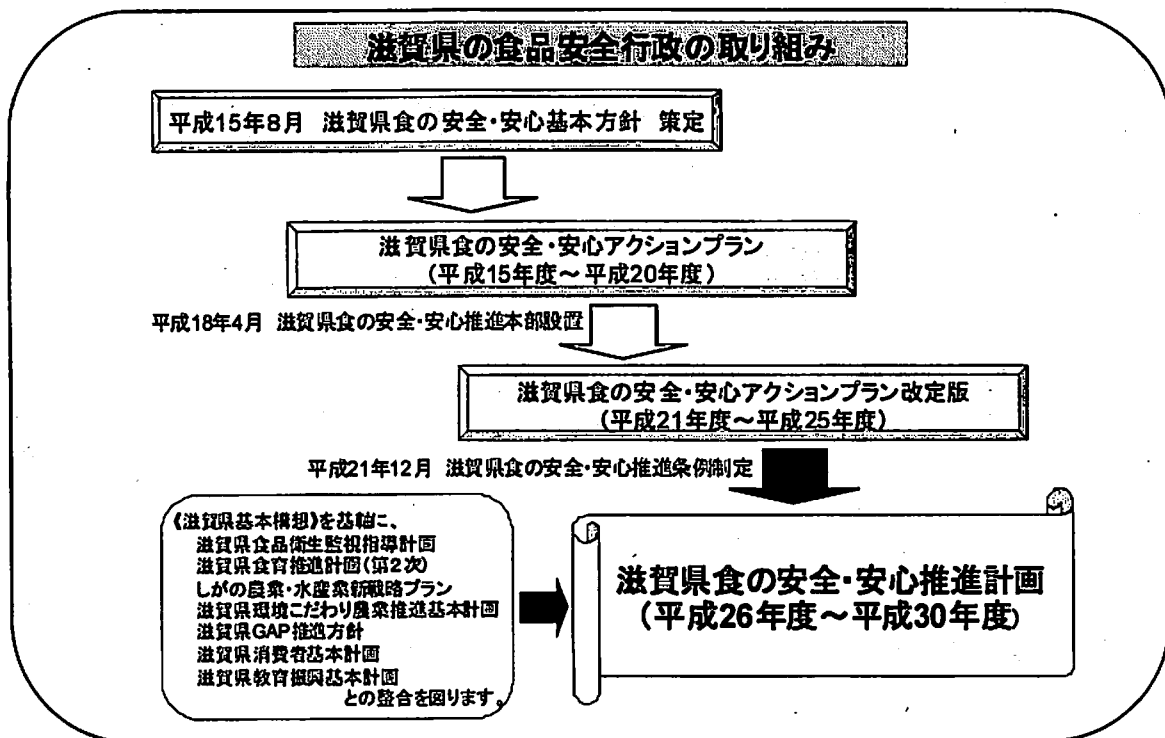 滋賀県の食品安全行政の取り組み
平成15年8月 滋賀県食の安全・安心基本方針 策定
滋賀県食の安全・安心アクションプラン
(平成15年度~平成20年度)
平成18年4月 滋賀県食の安全・安心推進本部設置
滋賀県食の安全・安心アクションプラン改定版
(平成21年度~平成25年度)
平成21年12月 滋賀県食の安全・安心推進条例制定
《滋賀県基本構想》を基軸に、
滋賀県食品衛生監視指導計画
滋賀県食育推進計画(第2次)
しがの農業・水産業新戦略プラン
滋賀県環境こだわり農業推進基本計画
滋賀県GAP推進方針
滋賀県消費者基本計画
滋賀県教育振興基本計画
との整合を図ります。
滋賀県食の安全・安心推進計画
(平成26年度~平成30年度)